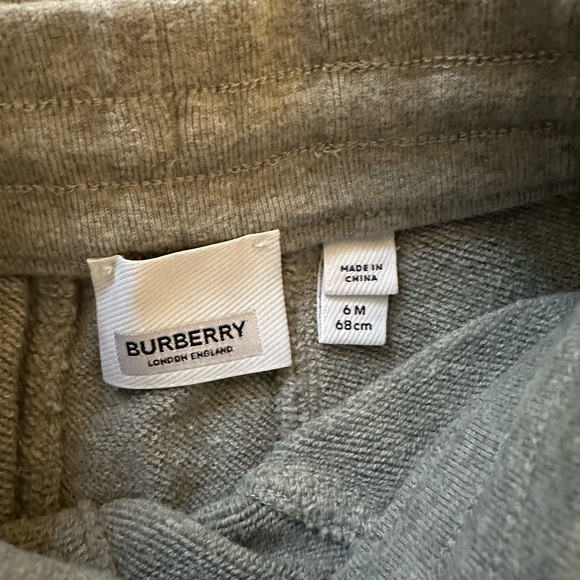 BURBERRY
LONDON ENGLAND
MADE IN
CHINA
6 M
68cm